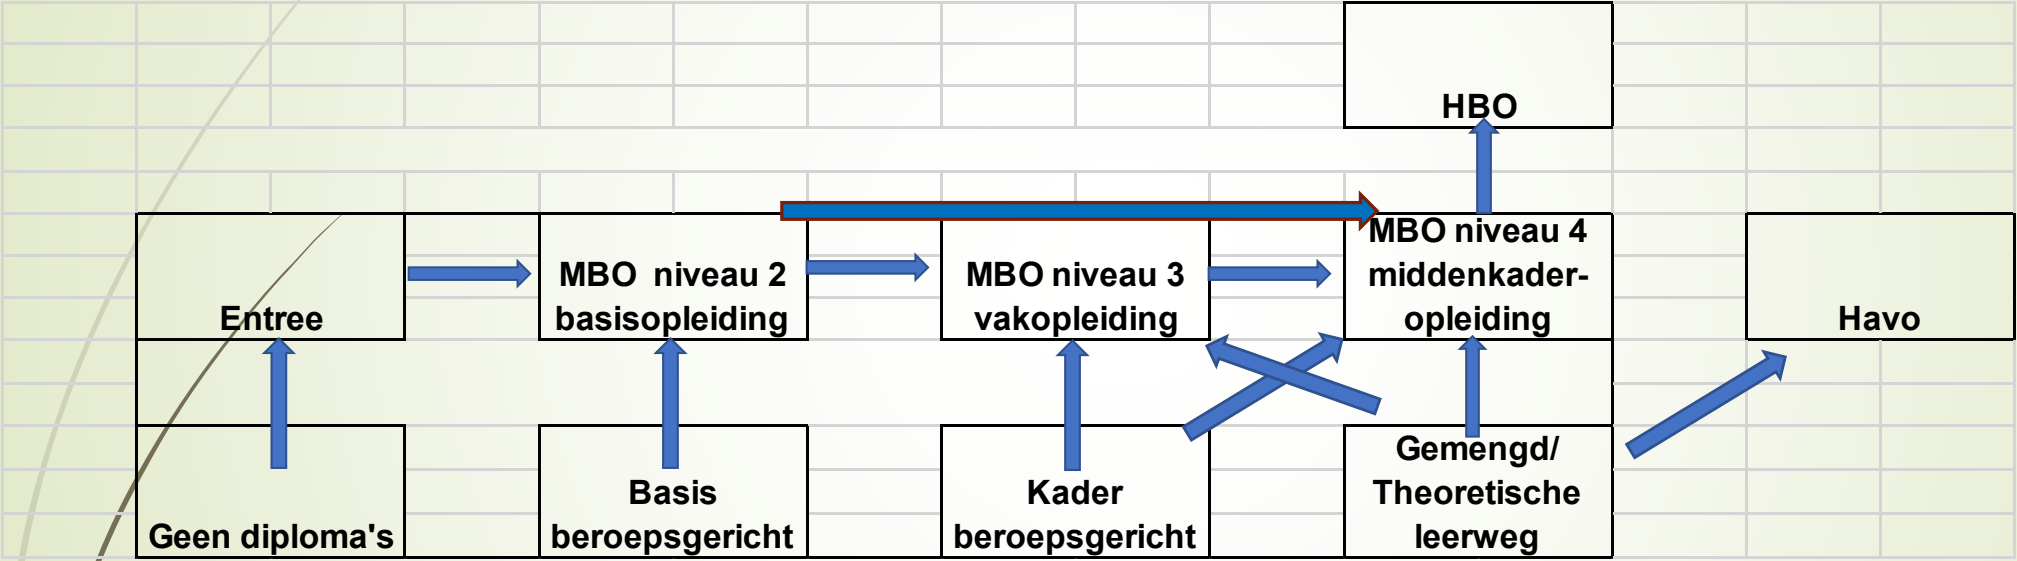 HBO
Entree
MBO  niveau 2
basisopleiding
MBO niveau 3
vakopleiding
MBO niveau 4
middenkader-
opleiding
Havo
Geen diploma's
Basis
beroepsgericht
Kader
beroepsgericht
Gemengd/
Theoretische
leerweg